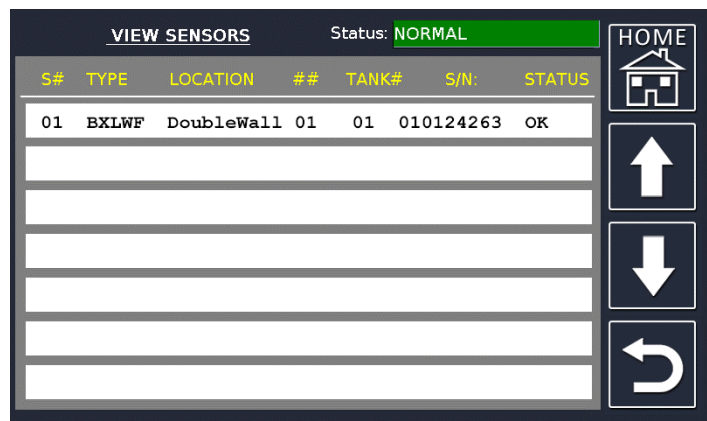 VIEW SENSORS Status: NORMAL HOME
S# TYPE LOCATION ## TANK# S/N: STATUS
01 BXLWF DoubleWall 01 01 010124263 OK